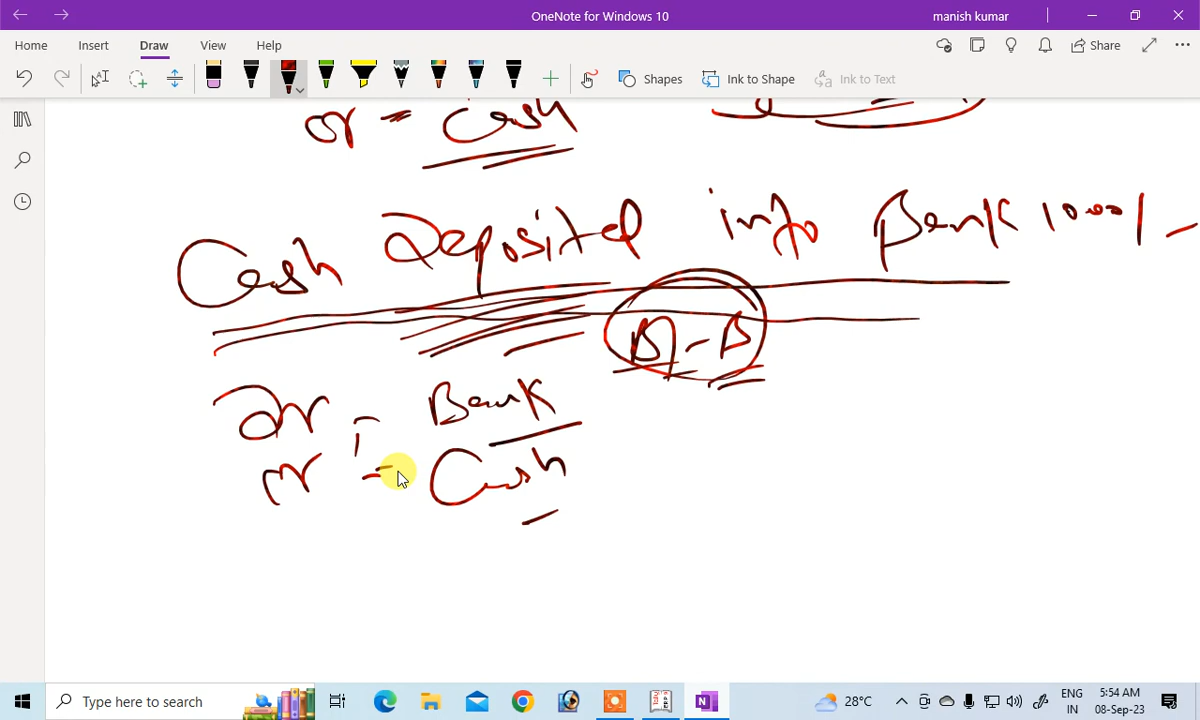 OneNote for Windows 10
manish kumar
Home Insert Draw View Help
Share
Shapes
Ink to Shape
Ink to Text
or = Cash
Cash Deposited into Bank 1000/-
Dr = Bank
Cash
Type here to search
28°C
ENG
IN
5:54 AM
08-Sep-23